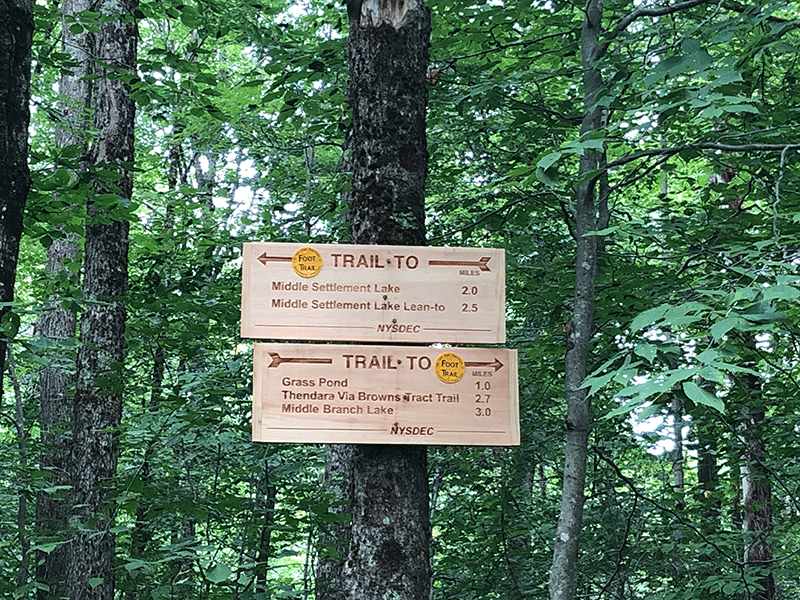 FOOT TRAIL TRAIL TO
MILES
Middle Settlement Lake 2.0
Middle Settlement Lake Lean-to 2.5
NYSDEC
TRAIL TO FOOT TRAIL
MILES
Grass Pond 1.0
Thendara Via Browns Tract Trail 2.7
Middle Branch Lake 3.0
NYSDEC